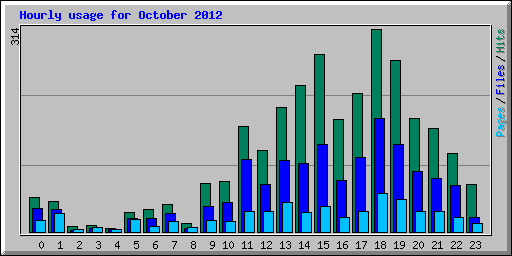 Hourly usage for October 2012
314
Pages / Files / Hits
0 1 2 3 4 5 6 7 8 9 10 11 12 13 14 15 16 17 18 19 20 21 22 23